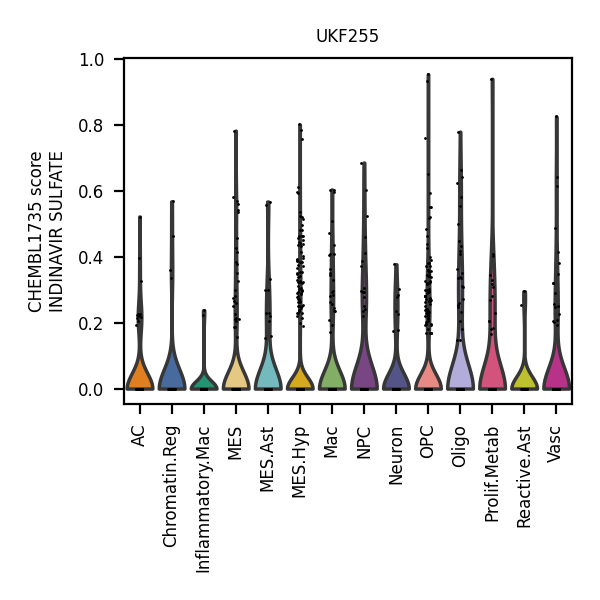 UKF255
CHEMBL1735 score
INDINAVIR SULFATE
1.0
0.8
0.6
0.4
0.2
0.0
AC
Chromatin.Reg
Inflammatory.Mac
MES
MES.Ast
MES.Hyp
Mac
NPC
Neuron
OPC
Oligo
Prolif.Metab
Reactive.Ast
Vasc